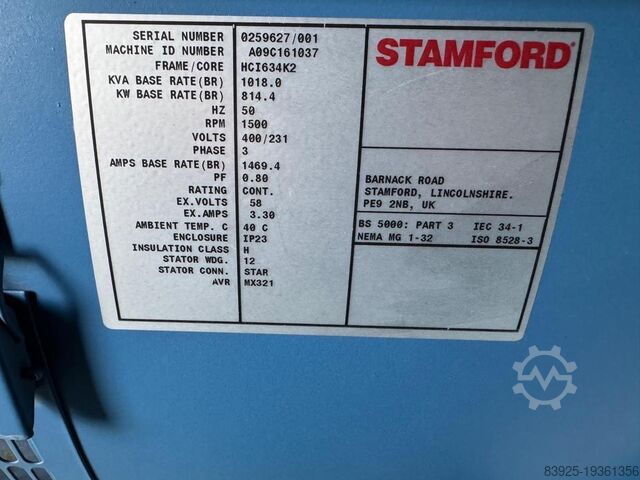 SERIAL NUMBER 0259627/001
MACHINE ID NUMBER A09C161037
FRAME/CORE HCI634K2
KVA BASE RATE(BR) 1018.0
KW BASE RATE(BR) 814.4
HZ 50
RPM 1500
VOLTS 400/231
PHASE 3
AMPS BASE RATE(BR) 1469.4
PF 0.80
RATING CONT.
EX.VOLTS 58
EX.AMPS 3.30
AMBIENT TEMP. C 40 C
ENCLOSURE IP23
INSULATION CLASS H
STATOR WDG. 12
STATOR CONN. STAR
AVR MX321
STAMFORD
BARNACK ROAD
STAMFORD, LINCOLNSHIRE.
PE9 2NB, UK
BS 5000: PART 3 IEC 34-1
NEMA MG 1-32 ISO 8528-3
83925-19361356